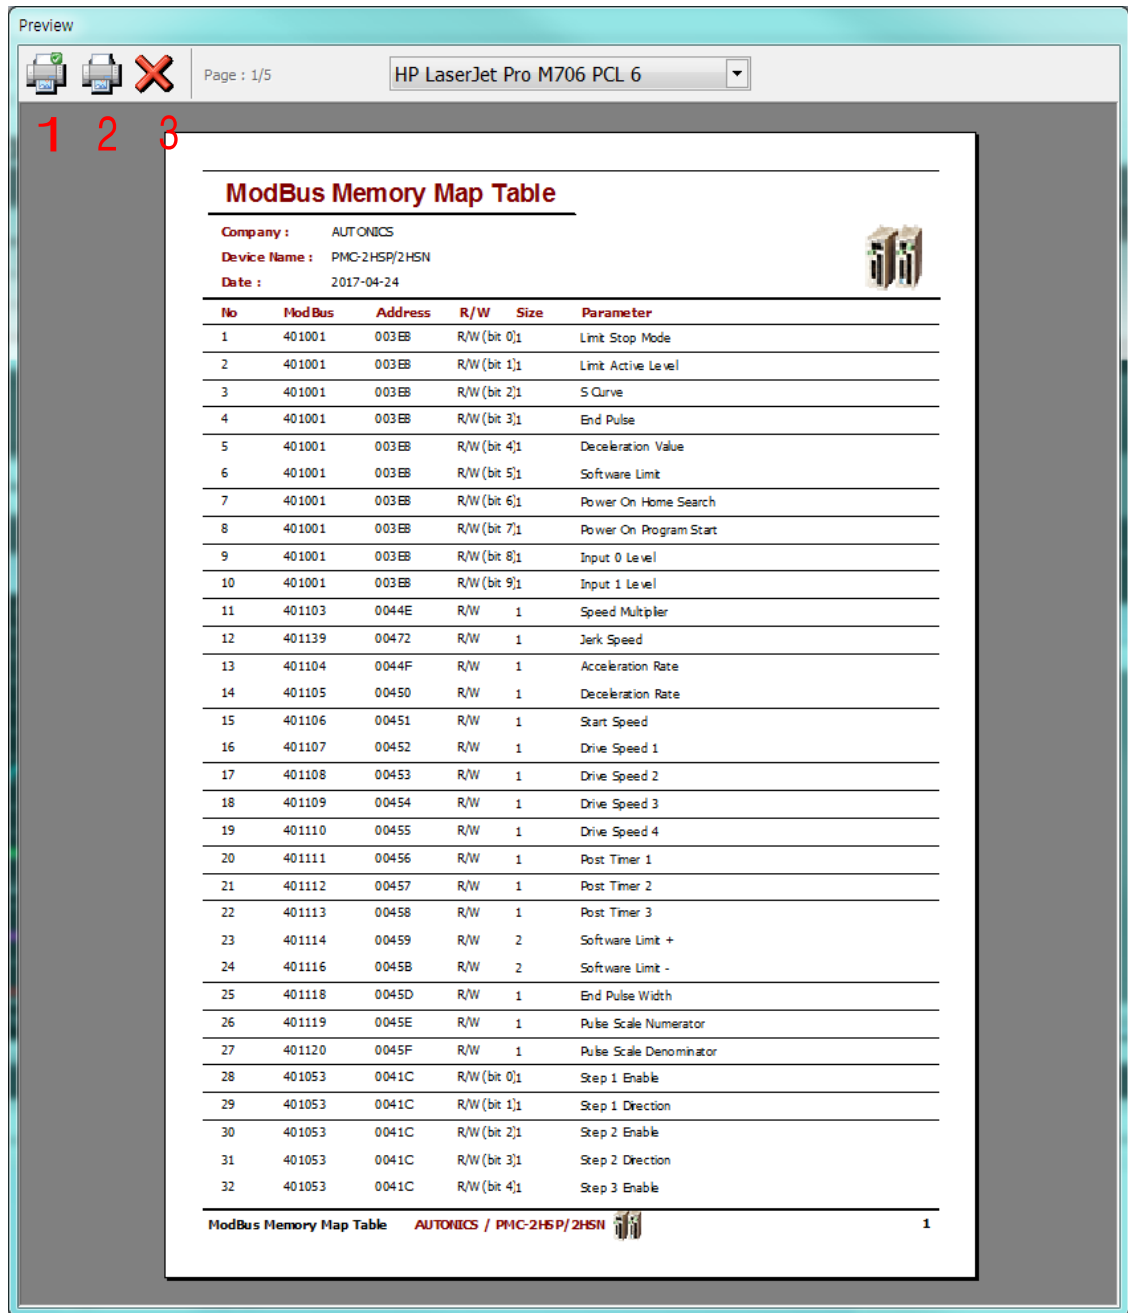 Preview
Page : 1/5 HP LaserJet Pro M706 PCL 6
1 2 3
ModBus Memory Map Table
Company : AUTONICS
Device Name : PMC-2HSP/2HSN
Date : 2017-04-24
No ModBus Address R/W Size Parameter
1 401001 003E8 R/W(bit 0) 1 Limit Stop Mode
2 401001 003E8 R/W(bit 1) 1 Limit Active Level
3 401001 003E8 R/W(bit 2) 1 S Curve
4 401001 003E8 R/W(bit 3) 1 End Pulse
5 401001 003E8 R/W(bit 4) 1 Deceleration Value
6 401001 003E8 R/W(bit 5) 1 Software Limit
7 401001 003E8 R/W(bit 6) 1 Power On Home Search
8 401001 003E8 R/W(bit 7) 1 Power On Program Start
9 401001 003E8 R/W(bit 8) 1 Input 0 Level
10 401001 003E8 R/W(bit 9) 1 Input 1 Level
11 401103 0044E R/W 1 Speed Multiplier
12 401139 00472 R/W 1 Jerk Speed
13 401104 0044F R/W 1 Acceleration Rate
14 401105 00450 R/W 1 Deceleration Rate
15 401106 00451 R/W 1 Start Speed
16 401107 00452 R/W 1 Drive Speed 1
17 401108 00453 R/W 1 Drive Speed 2
18 401109 00454 R/W 1 Drive Speed 3
19 401110 00455 R/W 1 Drive Speed 4
20 401111 00456 R/W 1 Post Timer 1
21 401112 00457 R/W 1 Post Timer 2
22 401113 00458 R/W 1 Post Timer 3
23 401114 00459 R/W 2 Software Limit +
24 401116 0045B R/W 2 Software Limit -
25 401118 0045D R/W 1 End Pulse Width
26 401119 0045E R/W 1 Pulse Scale Numerator
27 401120 0045F R/W 1 Pulse Scale Denominator
28 401053 0041C R/W(bit 0) 1 Step 1 Enable
29 401053 0041C R/W(bit 1) 1 Step 1 Direction
30 401053 0041C R/W(bit 2) 1 Step 2 Enable
31 401053 0041C R/W(bit 3) 1 Step 2 Direction
32 401053 0041C R/W(bit 4) 1 Step 3 Enable
ModBus Memory Map Table AUTONICS / PMC-2HSP/2HSN 1